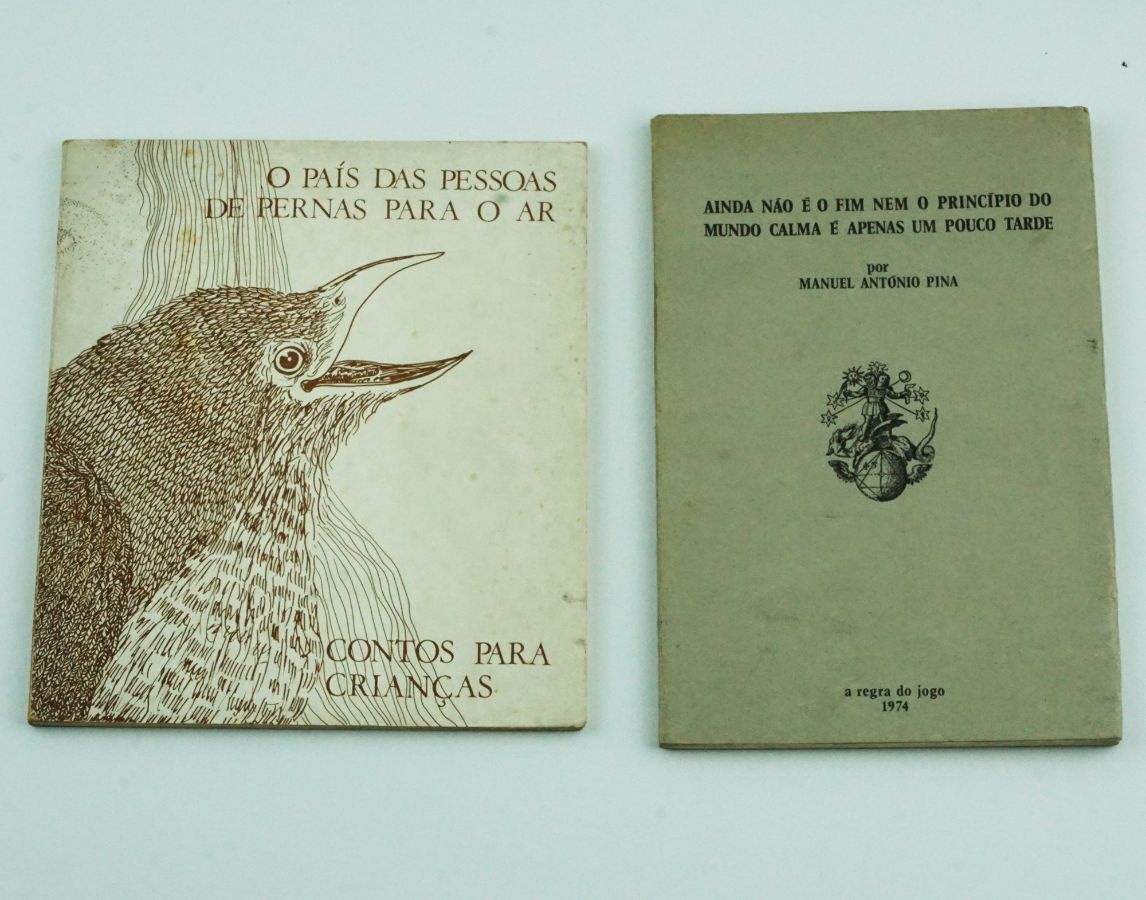 O PAÍS DAS PESSOAS
DE PERNAS PARA O AR
CONTOS PARA
CRIANÇAS
AINDA NÃO É O FIM NEM O PRINCÍPIO DO
MUNDO CALMA É APENAS UM POUCO TARDE
por
MANUEL ANTÓNIO PINA
a regra do jogo
1974